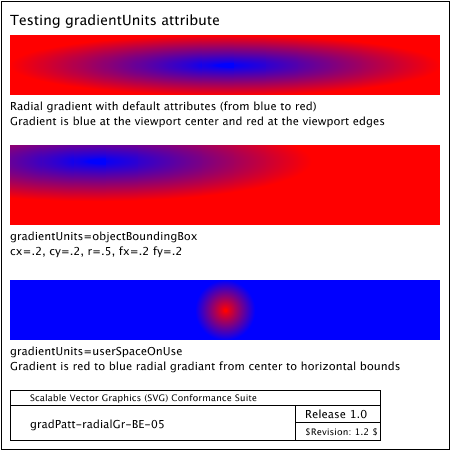 Testing gradientUnits attribute
Radial gradient with default attributes (from blue to red)
Gradient is blue at the viewport center and red at the viewport edges
gradientUnits=objectBoundingBox
cx=.2, cy=.2, r=.5, fx=.2 fy=.2
gradientUnits=userSpaceOnUse
Gradient is red to blue radial gradiant from center to horizontal bounds
Scalable Vector Graphics (SVG) Conformance Suite
gradPatt-radialGr-BE-05
Release 1.0
$Revision: 1.2 $